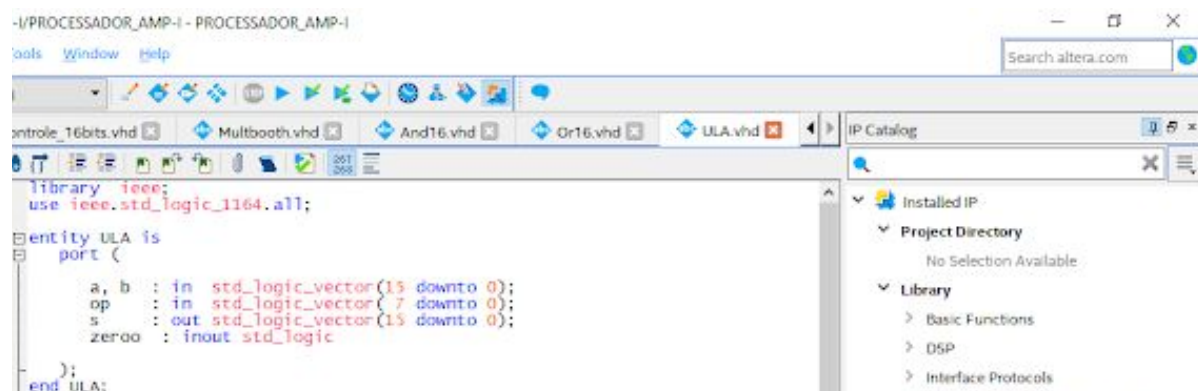 -I/PROCESSADOR_AMP-I - PROCESSADOR_AMP-I
ools Window Help
Search altera.com
ontrole_16bits.vhd Multbooth.vhd And16.vhd Or16.vhd ULA.vhd
IP Catalog
267
268
library ieee;
use ieee.std_logic_1164.all;
entity ULA is
port (
a, b : in std_logic_vector(15 downto 0);
op : in std_logic_vector( 7 downto 0);
s : out std_logic_vector(15 downto 0);
zeroo : inout std_logic
);
end ULA;
Installed IP
Project Directory
No Selection Available
Library
Basic Functions
DSP
Interface Protocols